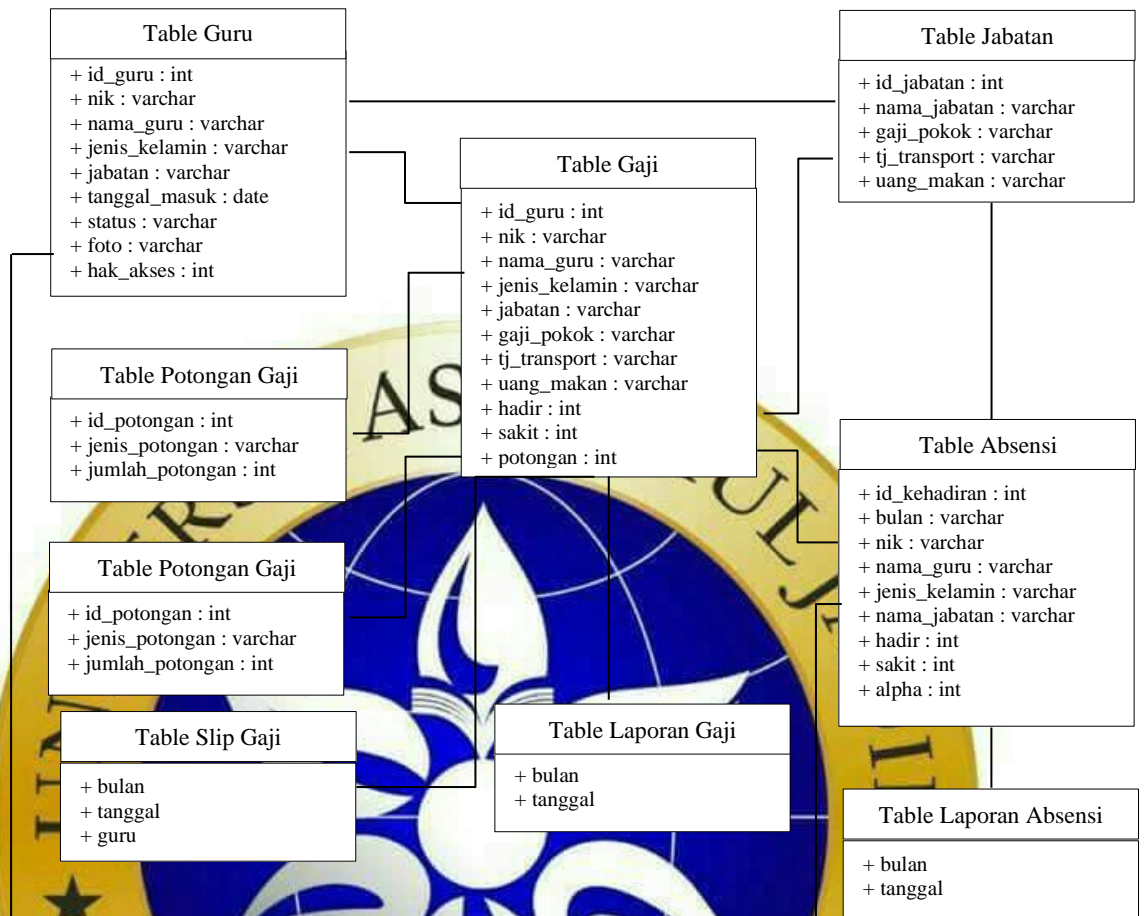 Table Guru
+ id_guru : int
+ nik : varchar
+ nama_guru : varchar
+ jenis_kelamin : varchar
+ jabatan : varchar
+ tanggal_masuk : date
+ status : varchar
+ foto : varchar
+ hak_akses : int
Table Jabatan
+ id_jabatan : int
+ nama_jabatan : varchar
+ gaji_pokok : varchar
+ tj_transport : varchar
+ uang_makan : varchar
Table Gaji
+ id_guru : int
+ nik : varchar
+ nama_guru : varchar
+ jenis_kelamin : varchar
+ jabatan : varchar
+ gaji_pokok : varchar
+ tj_transport : varchar
+ uang_makan : varchar
+ hadir : int
+ sakit : int
+ potongan : int
Table Potongan Gaji
+ id_potongan : int
+ jenis_potongan : varchar
+ jumlah_potongan : int
Table Absensi
+ id_kehadiran : int
+ bulan : varchar
+ nik : varchar
+ nama_guru : varchar
+ jenis_kelamin : varchar
+ nama_jabatan : varchar
+ hadir : int
+ sakit : int
+ alpha : int
Table Potongan Gaji
+ id_potongan : int
+ jenis_potongan : varchar
+ jumlah_potongan : int
Table Slip Gaji
+ bulan
+ tanggal
+ guru
Table Laporan Gaji
+ bulan
+ tanggal
Table Laporan Absensi
+ bulan
+ tanggal